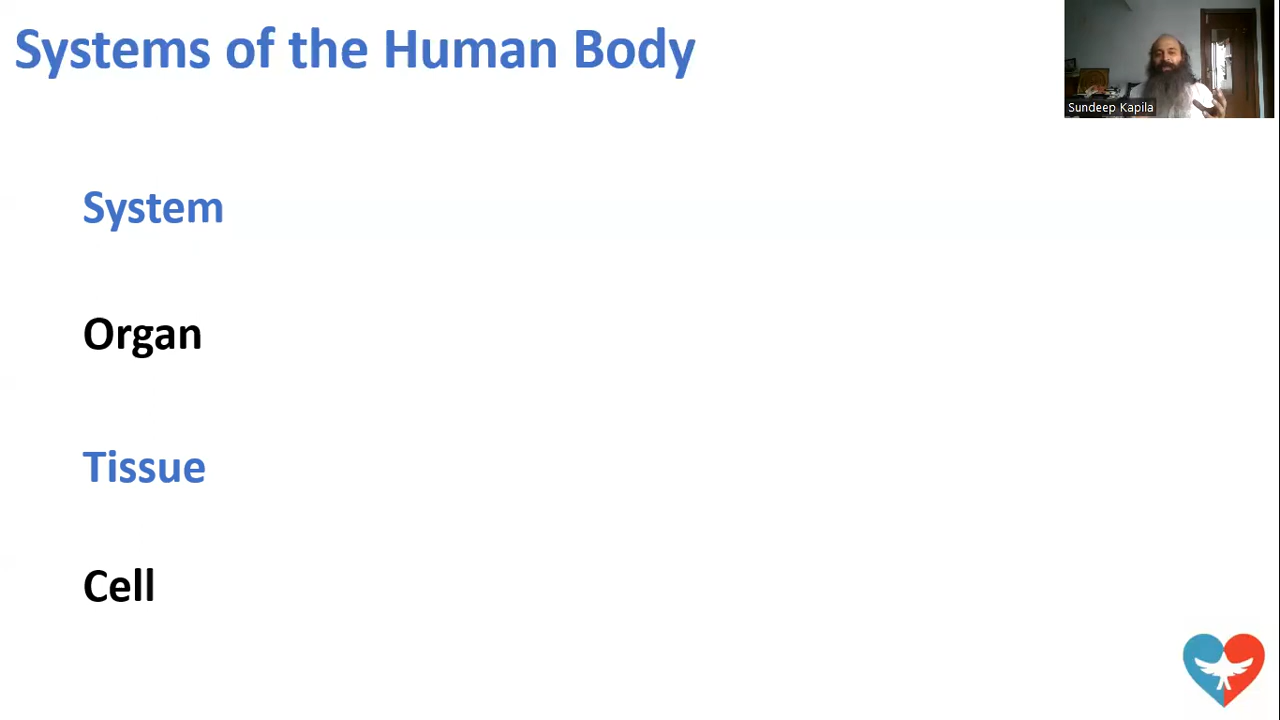 Systems of the Human Body
Sundeep Kapila
System
Organ
Tissue
Cell